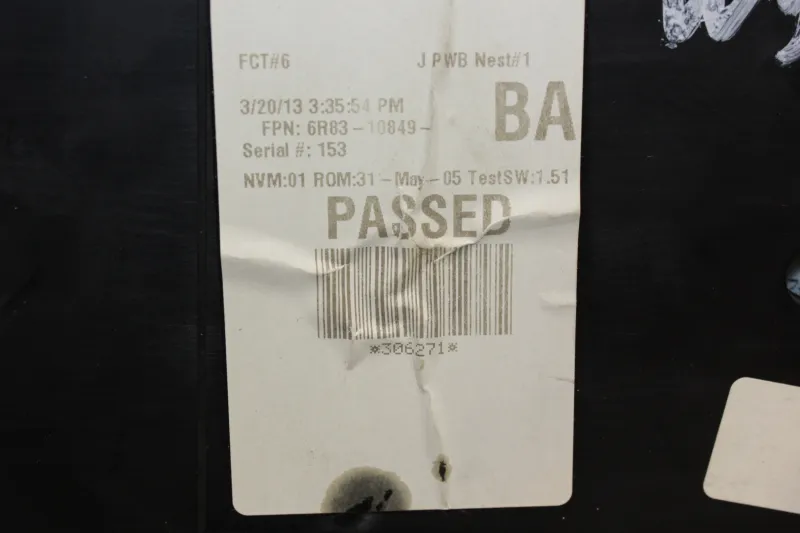 FCT#6 J PWB Nest#1
3/20/13 3:35:54 PM
BA
FPN: 6R83-10849-
Serial #: 153
NVM:01 ROM:31-May-05 TestSW:1.51
PASSED
*306271*